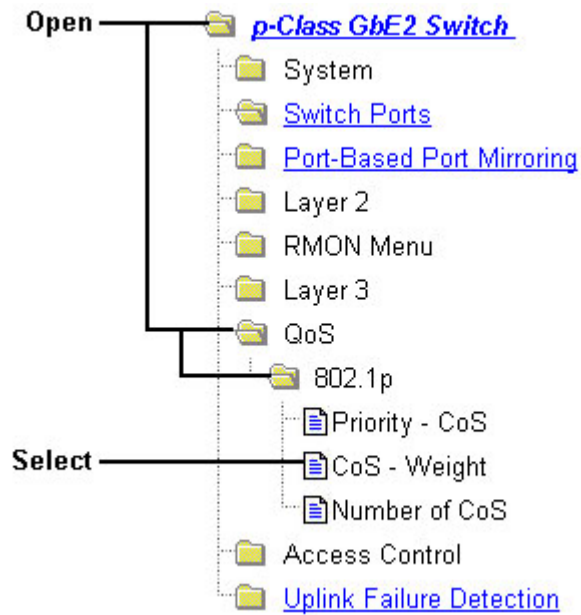 Open p-Class GbE2 Switch
System
Switch Ports
Port-Based Port Mirroring
Layer 2
RMON Menu
Layer 3
QoS
802.1p
Priority - CoS
Select CoS - Weight
Number of CoS
Access Control
Uplink Failure Detection